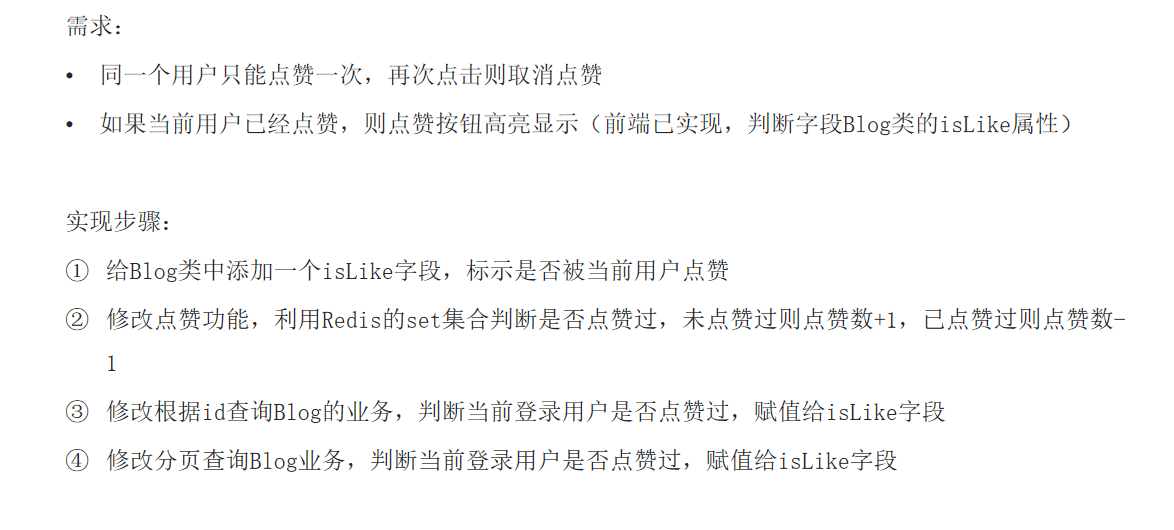 需求：
• 同一个用户只能点赞一次，再次点击则取消点赞
• 如果当前用户已经点赞，则点赞按钮高亮显示（前端已实现，判断字段Blog类的isLike属性）
实现步骤：
① 给Blog类中添加一个isLike字段，标示是否被当前用户点赞
② 修改点赞功能，利用Redis的set集合判断是否点赞过，未点赞过则点赞数+1，已点赞过则点赞数-
1
③ 修改根据id查询Blog的业务，判断当前登录用户是否点赞过，赋值给isLike字段
④ 修改分页查询Blog业务，判断当前登录用户是否点赞过，赋值给isLike字段